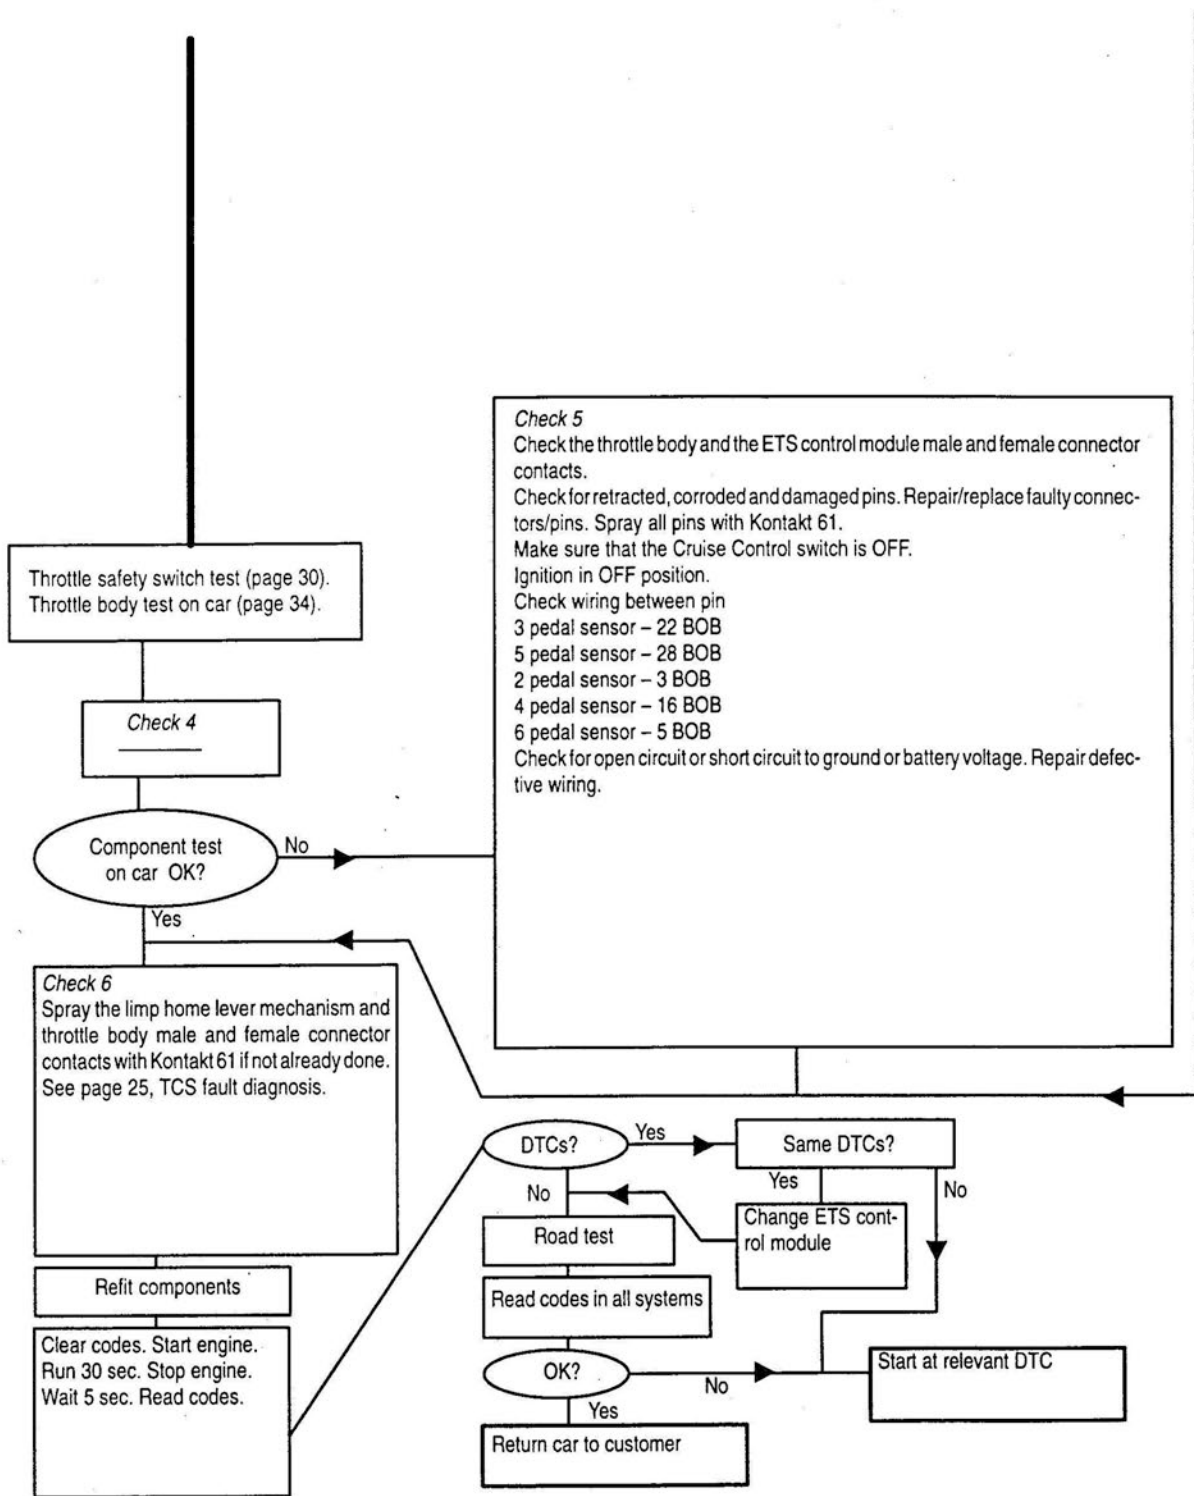 Throttle safety switch test (page 30).
Throttle body test on car (page 34).
Check 4
Component test
on car OK?
No
Yes
Check 5
Check the throttle body and the ETS control module male and female connector
contacts.
Check for retracted, corroded and damaged pins. Repair/replace faulty connec-
tors/pins. Spray all pins with Kontakt 61.
Make sure that the Cruise Control switch is OFF.
Ignition in OFF position.
Check wiring between pin
3 pedal sensor – 22 BOB
5 pedal sensor – 28 BOB
2 pedal sensor – 3 BOB
4 pedal sensor – 16 BOB
6 pedal sensor – 5 BOB
Check for open circuit or short circuit to ground or battery voltage. Repair defec-
tive wiring.
Check 6
Spray the limp home lever mechanism and
throttle body male and female connector
contacts with Kontakt 61 if not already done.
See page 25, TCS fault diagnosis.
Refit components
Clear codes. Start engine.
Run 30 sec. Stop engine.
Wait 5 sec. Read codes.
DTCs?
Yes
Same DTCs?
No
Yes
No
Change ETS cont-
rol module
Road test
Read codes in all systems
OK?
No
Start at relevant DTC
Yes
Return car to customer